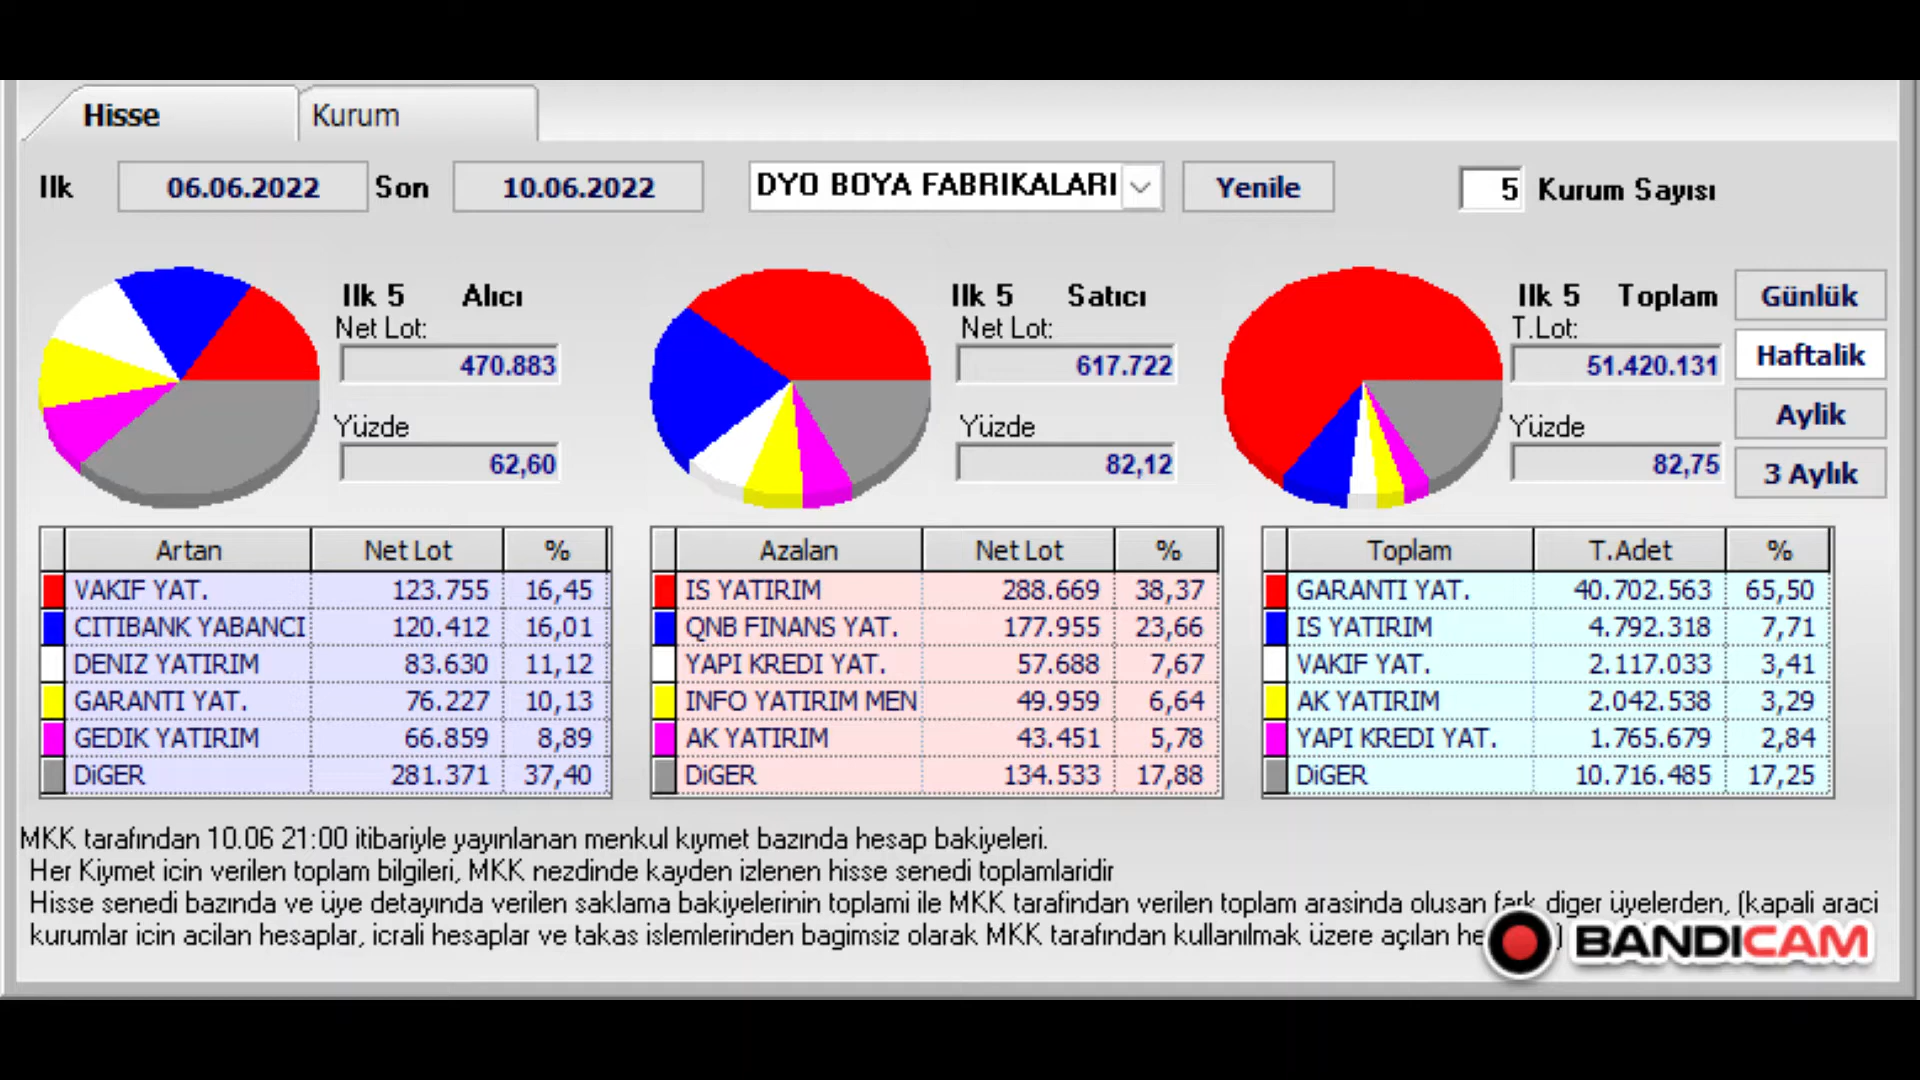 Hisse Kurum
Ilk 06.06.2022 Son 10.06.2022 DYO BOYA FABRIKALARI Yenile 5 Kurum Sayısı
Ilk 5 Alıcı
Net Lot:
470.883
Yüzde
62,60
Ilk 5 Satıcı
Net Lot:
617.722
Yüzde
82,12
Ilk 5 Toplam
T.Lot:
51.420.131
Yüzde
82,75
Günlük
Haftalik
Aylik
3 Aylık
Artan Net Lot %
VAKIF YAT. 123.755 16,45
CITIBANK YABANCI 120.412 16,01
DENIZ YATIRIM 83.630 11,12
GARANTI YAT. 76.227 10,13
GEDIK YATIRIM 66.859 8,89
DiGER 281.371 37,40
Azalan Net Lot %
IS YATIRIM 288.669 38,37
QNB FINANS YAT. 177.955 23,66
YAPI KREDI YAT. 57.688 7,67
INFO YATIRIM MEN 49.959 6,64
AK YATIRIM 43.451 5,78
DiGER 134.533 17,88
Toplam T.Adet %
GARANTI YAT. 40.702.563 65,50
IS YATIRIM 4.792.318 7,71
VAKIF YAT. 2.117.033 3,41
AK YATIRIM 2.042.538 3,29
YAPI KREDI YAT. 1.765.679 2,84
DiGER 10.716.485 17,25
MKK tarafından 10.06 21:00 itibariyle yayınlanan menkul kıymet bazında hesap bakiyeleri.
Her Kiymet icin verilen toplam bilgileri, MKK nezdinde kayden izlenen hisse senedi toplamlaridir
Hisse senedi bazında ve üye detayında verilen saklama bakiyelerinin toplami ile MKK tarafindan verilen toplam arasinda olusan fark diger üyelerden, (kapali araci
kurumlar icin acilan hesaplar, icrali hesaplar ve takas islemlerinden bagimsiz olarak MKK tarafından kullanılmak üzere açılan
BANDICAM